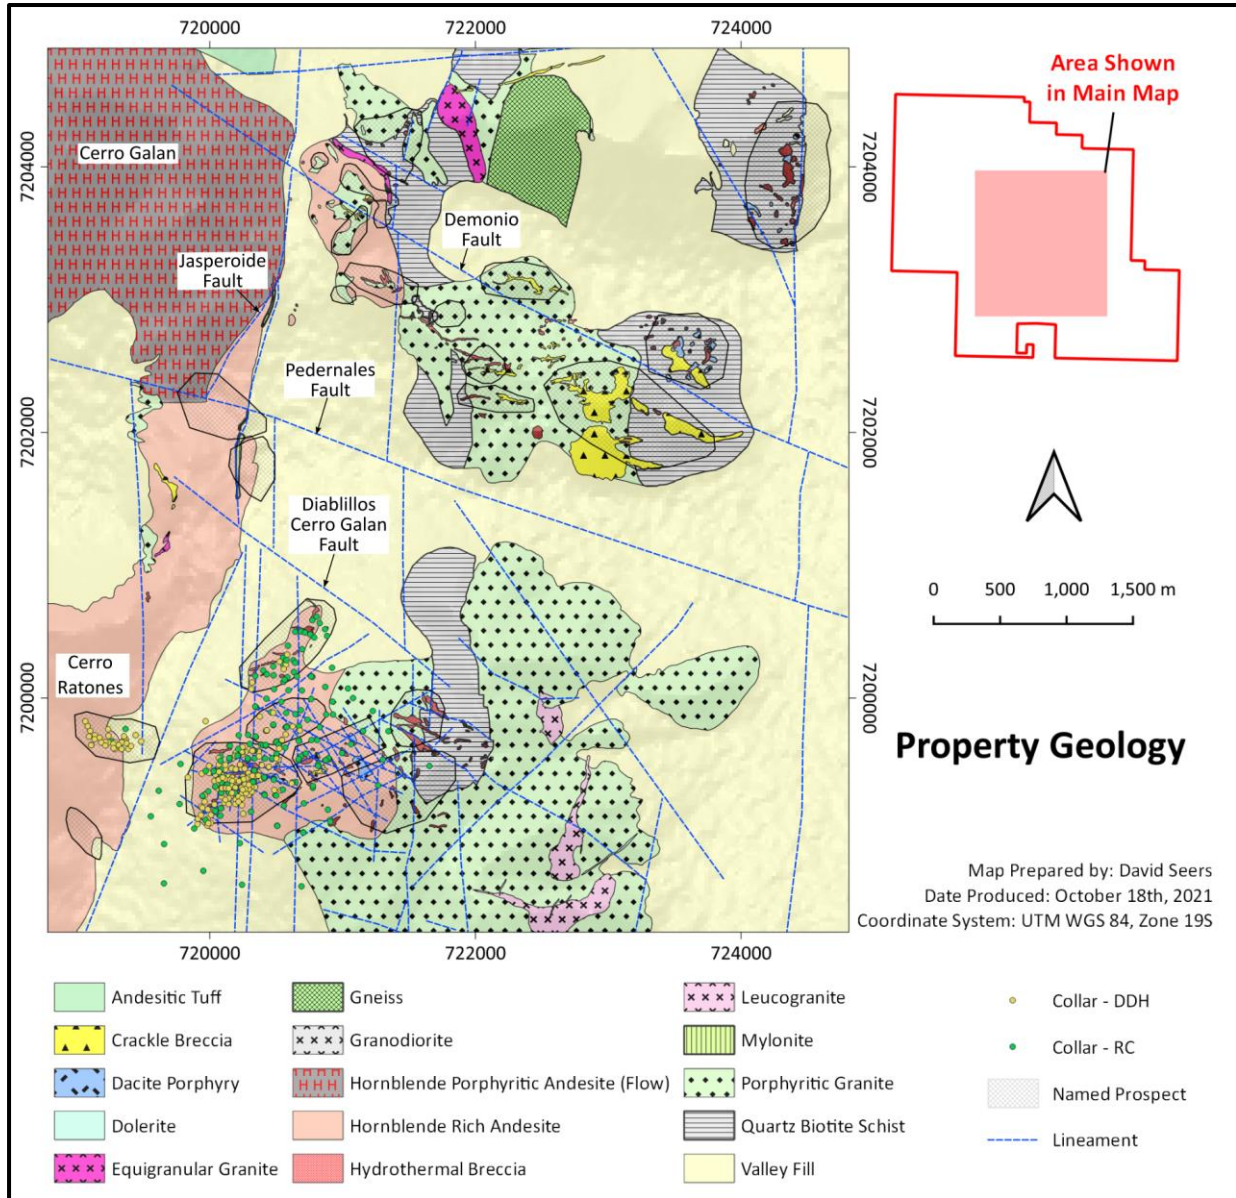 720000
722000
724000
Area Shown
in Main Map
7204000
7204000
Cerro Galan
Demonio
Fault
Jasperoide
Fault
Pedernales
Fault
7202000
7202000
Diablillos
Cerro Galan
Fault
0
500
1,000
1,500 m
Cerro
Ratones
7200000
7200000
Property Geology
Map Prepared by: David Seers
Date Produced: October 18th, 2021
Coordinate System: UTM WGS 84, Zone 19S
720000
722000
724000
Andesitic Tuff
Gneiss
Leucogranite
Collar - DDH
Crackle Breccia
Granodiorite
Mylonite
Collar - RC
Dacite Porphyry
Hornblende Porphyritic Andesite (Flow)
Porphyritic Granite
Named Prospect
Dolerite
Hornblende Rich Andesite
Quartz Biotite Schist
Lineament
Equigranular Granite
Hydrothermal Breccia
Valley Fill